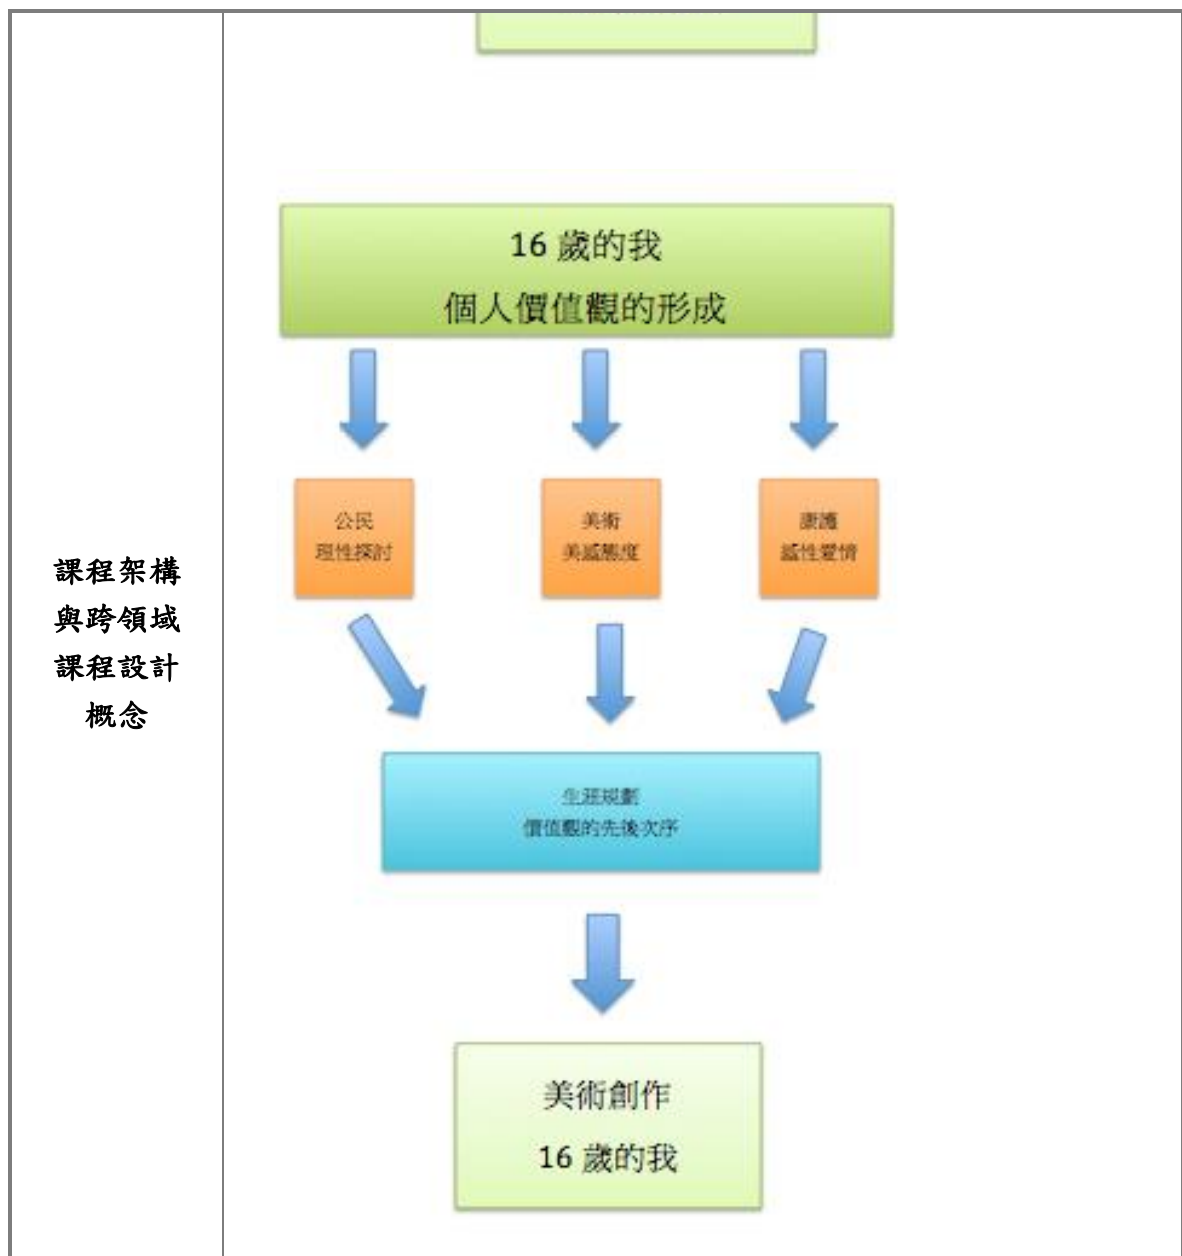 課程架構
與跨領域
課程設計
概念
16 歲的我
個人價值觀的形成
公民
理性探討
美術
美感態度
康護
感性愛情
生涯規劃
價值觀的先後次序
美術創作
16 歲的我